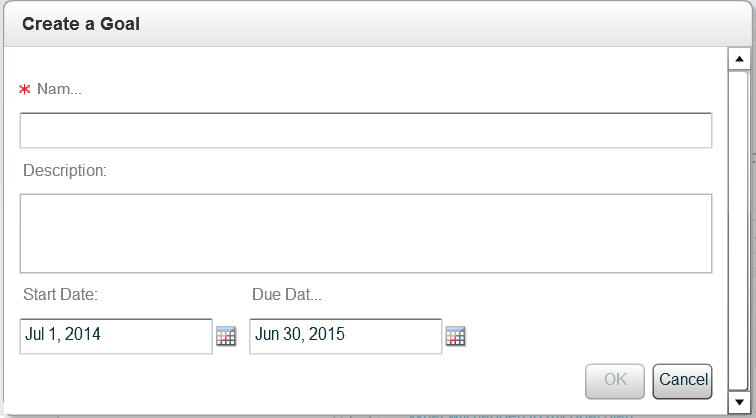 Create a Goal
* Nam...
Description:
Start Date: Due Dat...
Jul 1, 2014 Jun 30, 2015
OK Cancel